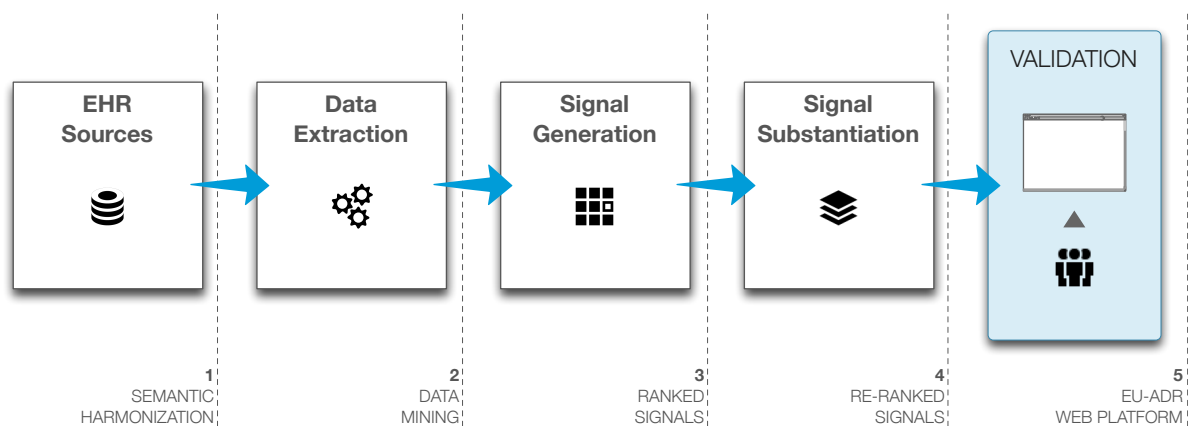 EHR
Sources
Data
Extraction
Signal
Generation
Signal
Substantiation
VALIDATION
1
SEMANTIC
HARMONIZATION
2
DATA
MINING
3
RANKED
SIGNALS
4
RE-RANKED
SIGNALS
5
EU-ADR
WEB PLATFORM